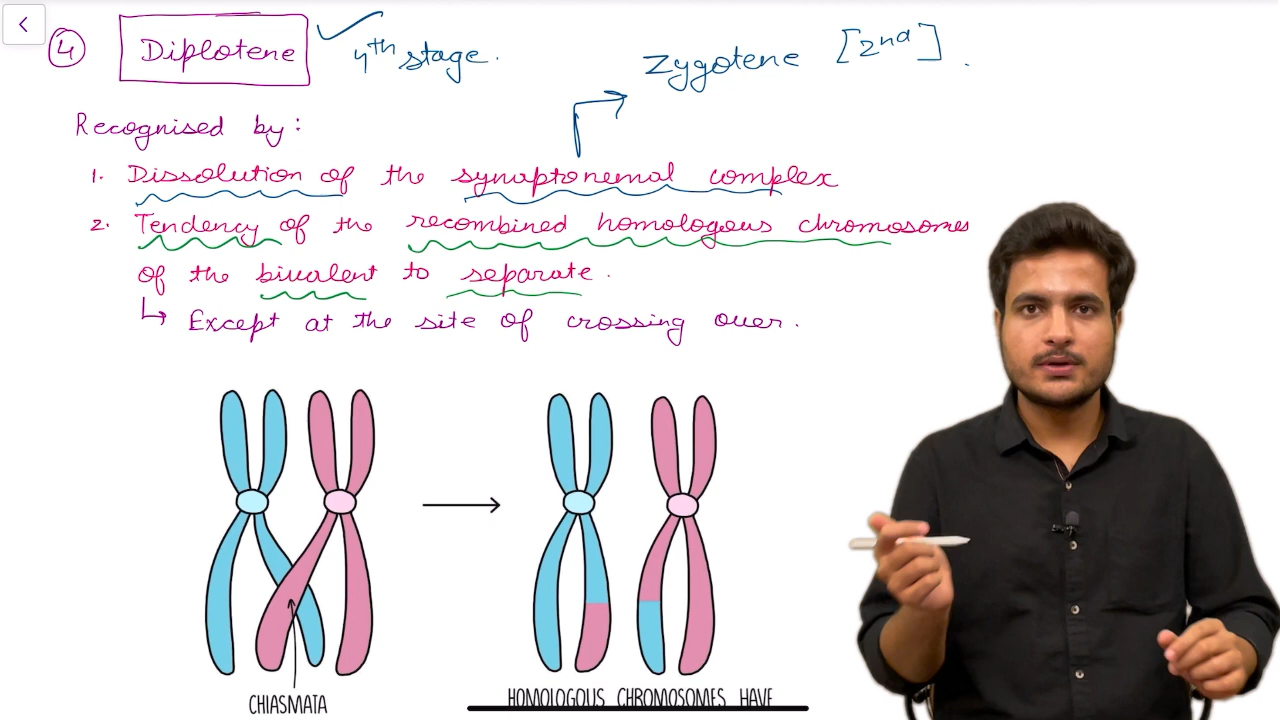 4 Diplotene 4th stage. Zygotene [2nd].
Recognised by:
1. Dissolution of the synaptonemal complex
2. Tendency of the recombined homologous chromosomes
of the bivalent to separate.
↳ Except at the site of crossing over.
CHIASMATA
HOMOLOGOUS CHROMOSOMES HAVE